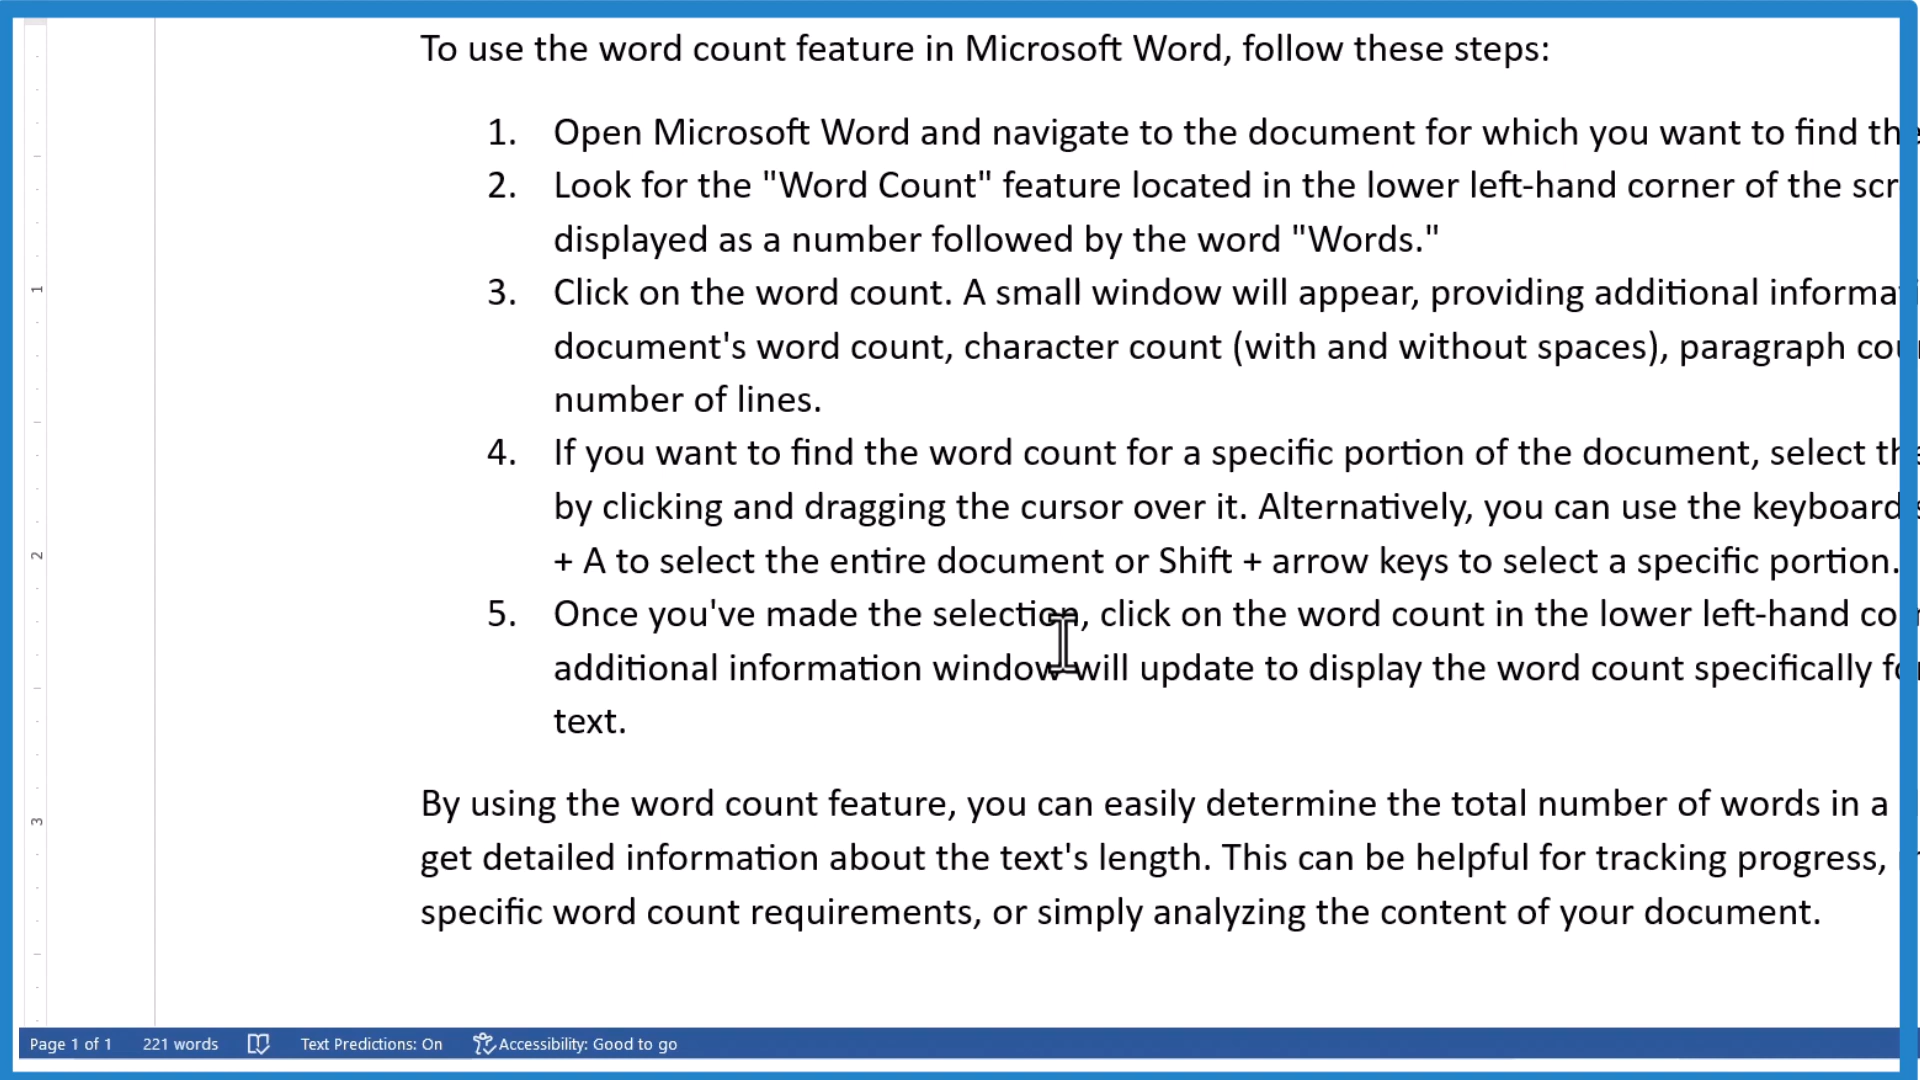 To use the word count feature in Microsoft Word, follow these steps:
1. Open Microsoft Word and navigate to the document for which you want to find the
2. Look for the "Word Count" feature located in the lower left-hand corner of the
displayed as a number followed by the word "Words."
3. Click on the word count. A small window will appear, providing additional
document's word count, character count (with and without spaces), paragraph
number of lines.
4. If you want to find the word count for a specific portion of the document, select
by clicking and dragging the cursor over it. Alternatively, you can use the keyboard
+ A to select the entire document or Shift + arrow keys to select a specific portion.
5. Once you've made the selection, click on the word count in the lower left-hand
additional information window will update to display the word count specifically
text.
By using the word count feature, you can easily determine the total number of words in a
get detailed information about the text's length. This can be helpful for tracking progress,
specific word count requirements, or simply analyzing the content of your document.
1
2
3
Page 1 of 1 221 words Text Predictions: On Accessibility: Good to go